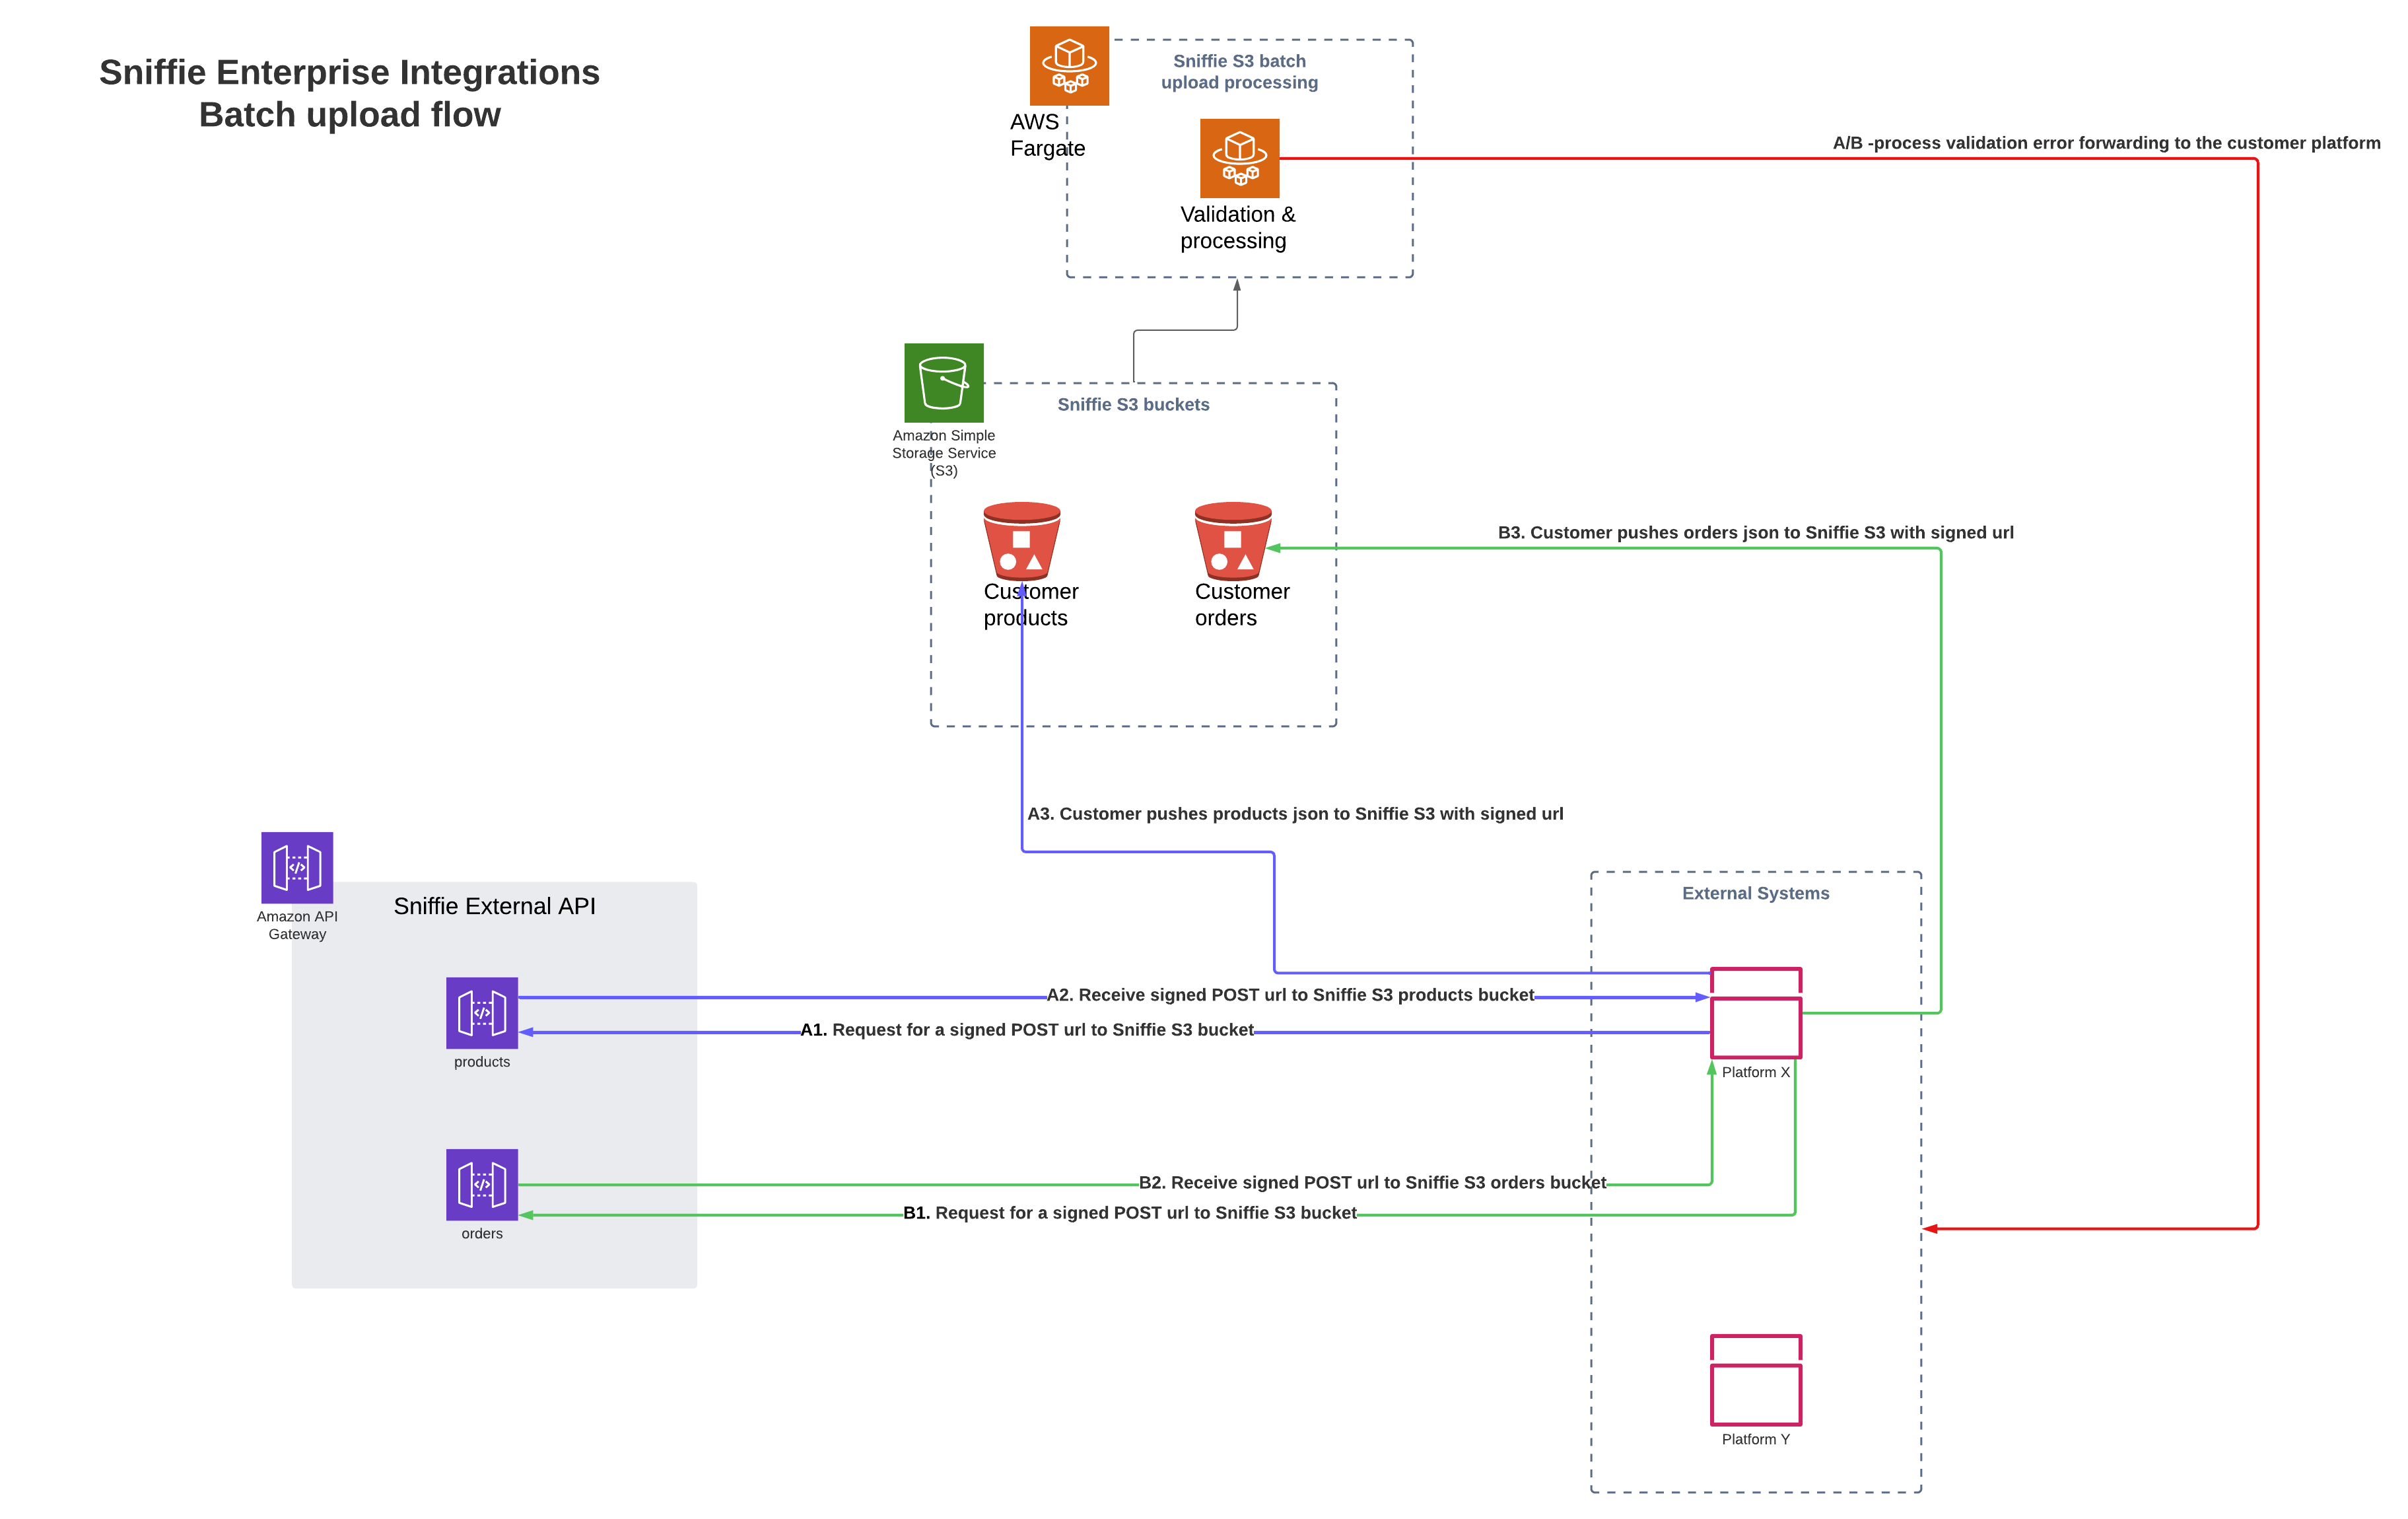 Sniffie Enterprise Integrations
Batch upload flow
Sniffie S3 batch
upload processing
AWS
Fargate
Validation &
processing
A/B -process validation error forwarding to the customer platform
Sniffie S3 buckets
Amazon Simple
Storage Service
(S3)
Customer
products
Customer
orders
B3. Customer pushes orders json to Sniffie S3 with signed url
A3. Customer pushes products json to Sniffie S3 with signed url
Amazon API
Gateway
Sniffie External API
External Systems
A2. Receive signed POST url to Sniffie S3 products bucket
A1. Request for a signed POST url to Sniffie S3 bucket
products
Platform X
B2. Receive signed POST url to Sniffie S3 orders bucket
B1. Request for a signed POST url to Sniffie S3 bucket
orders
Platform Y